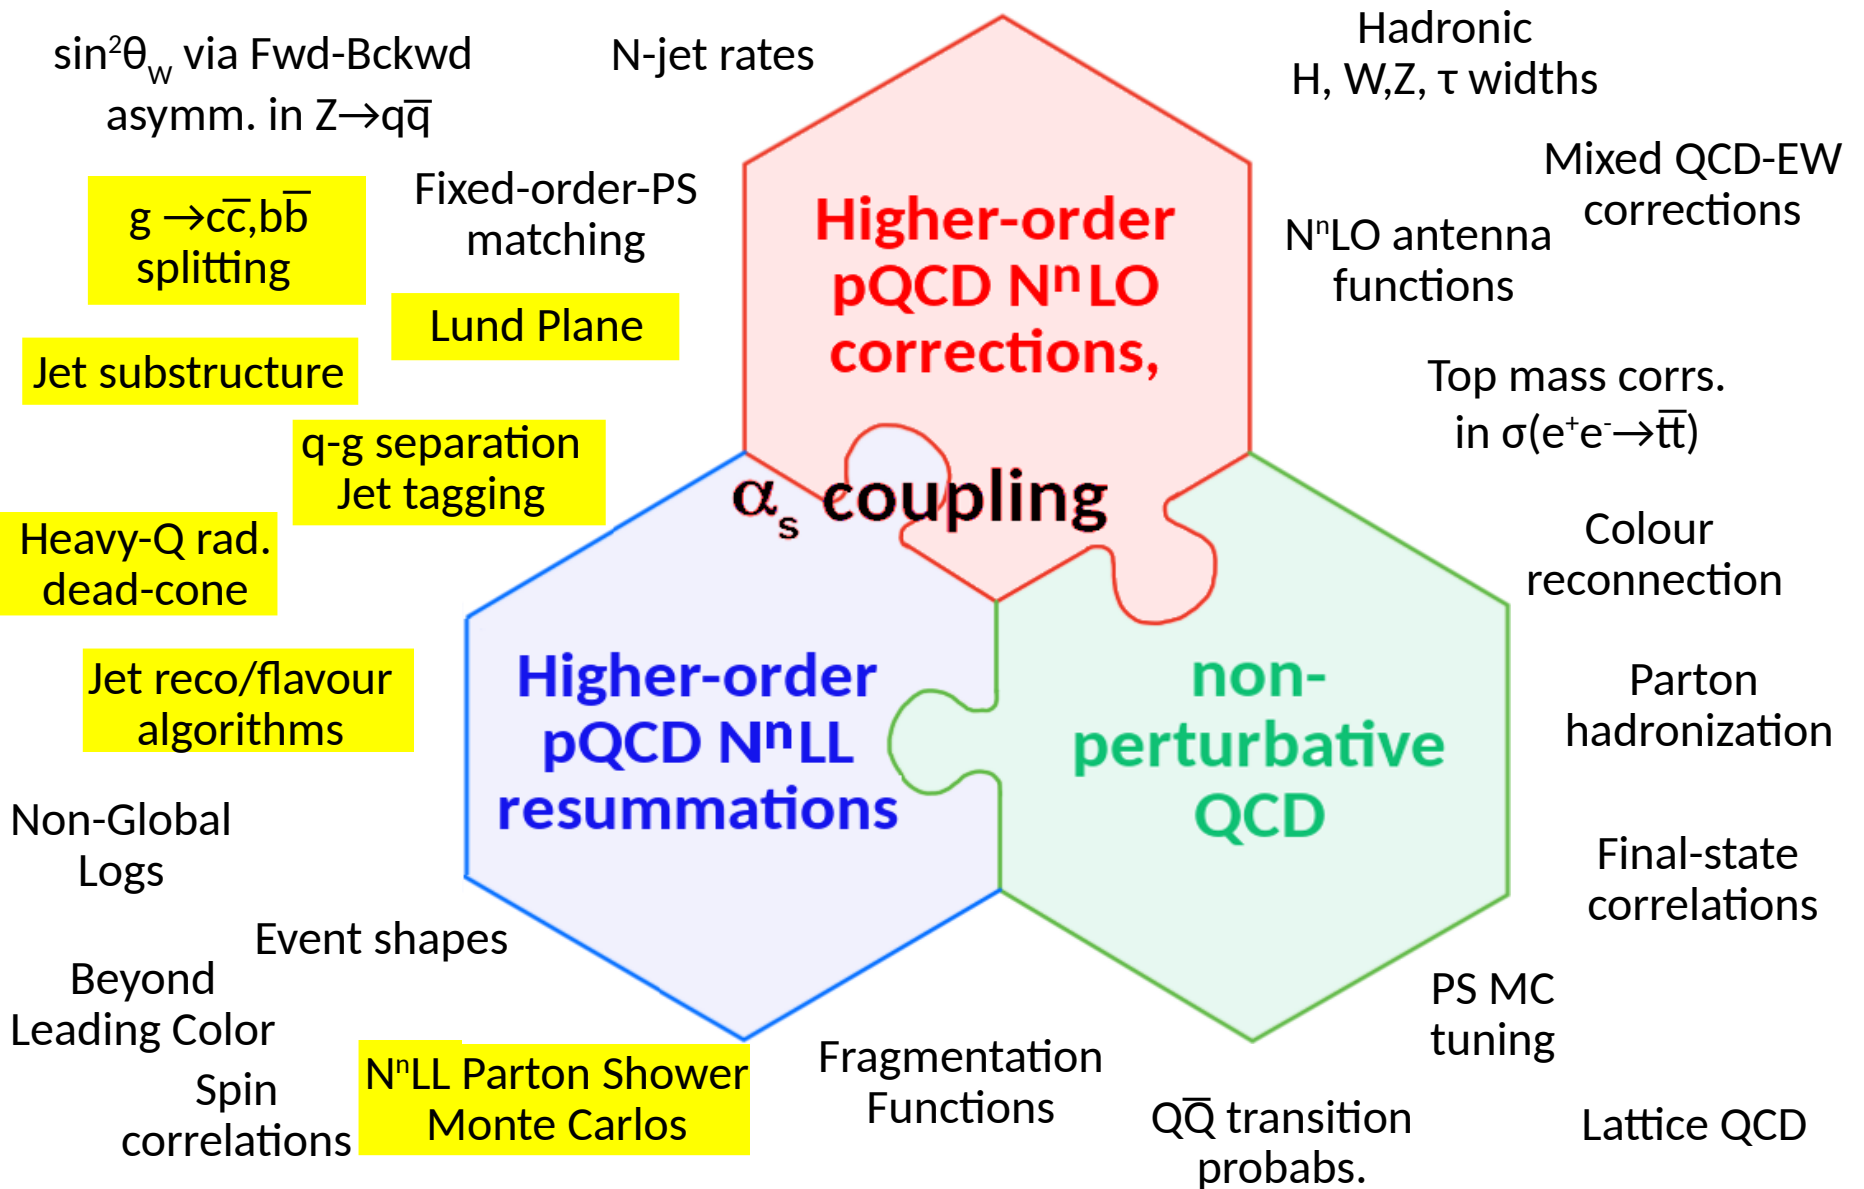 sin²θ_W via Fwd-Bckwd
asymm. in Z→qq̅
N-jet rates
Hadronic
H, W,Z, τ widths
Mixed QCD-EW
corrections
g →cc̅,bb̅
splitting
Fixed-order-PS
matching
Higher-order
pQCD NⁿLO
corrections,
NⁿLO antenna
functions
Lund Plane
Jet substructure
Top mass corrs.
in σ(e⁺e⁻→tt̅)
q-g separation
Jet tagging
αₛ coupling
Heavy-Q rad.
dead-cone
Colour
reconnection
Jet reco/flavour
algorithms
Higher-order
pQCD NⁿLL
resummations
non-
perturbative
QCD
Parton
hadronization
Non-Global
Logs
Final-state
correlations
Event shapes
Beyond
Leading Color
PS MC
tuning
Spin
correlations
NⁿLL Parton Shower
Monte Carlos
Fragmentation
Functions
QQ̅ transition
probabs.
Lattice QCD